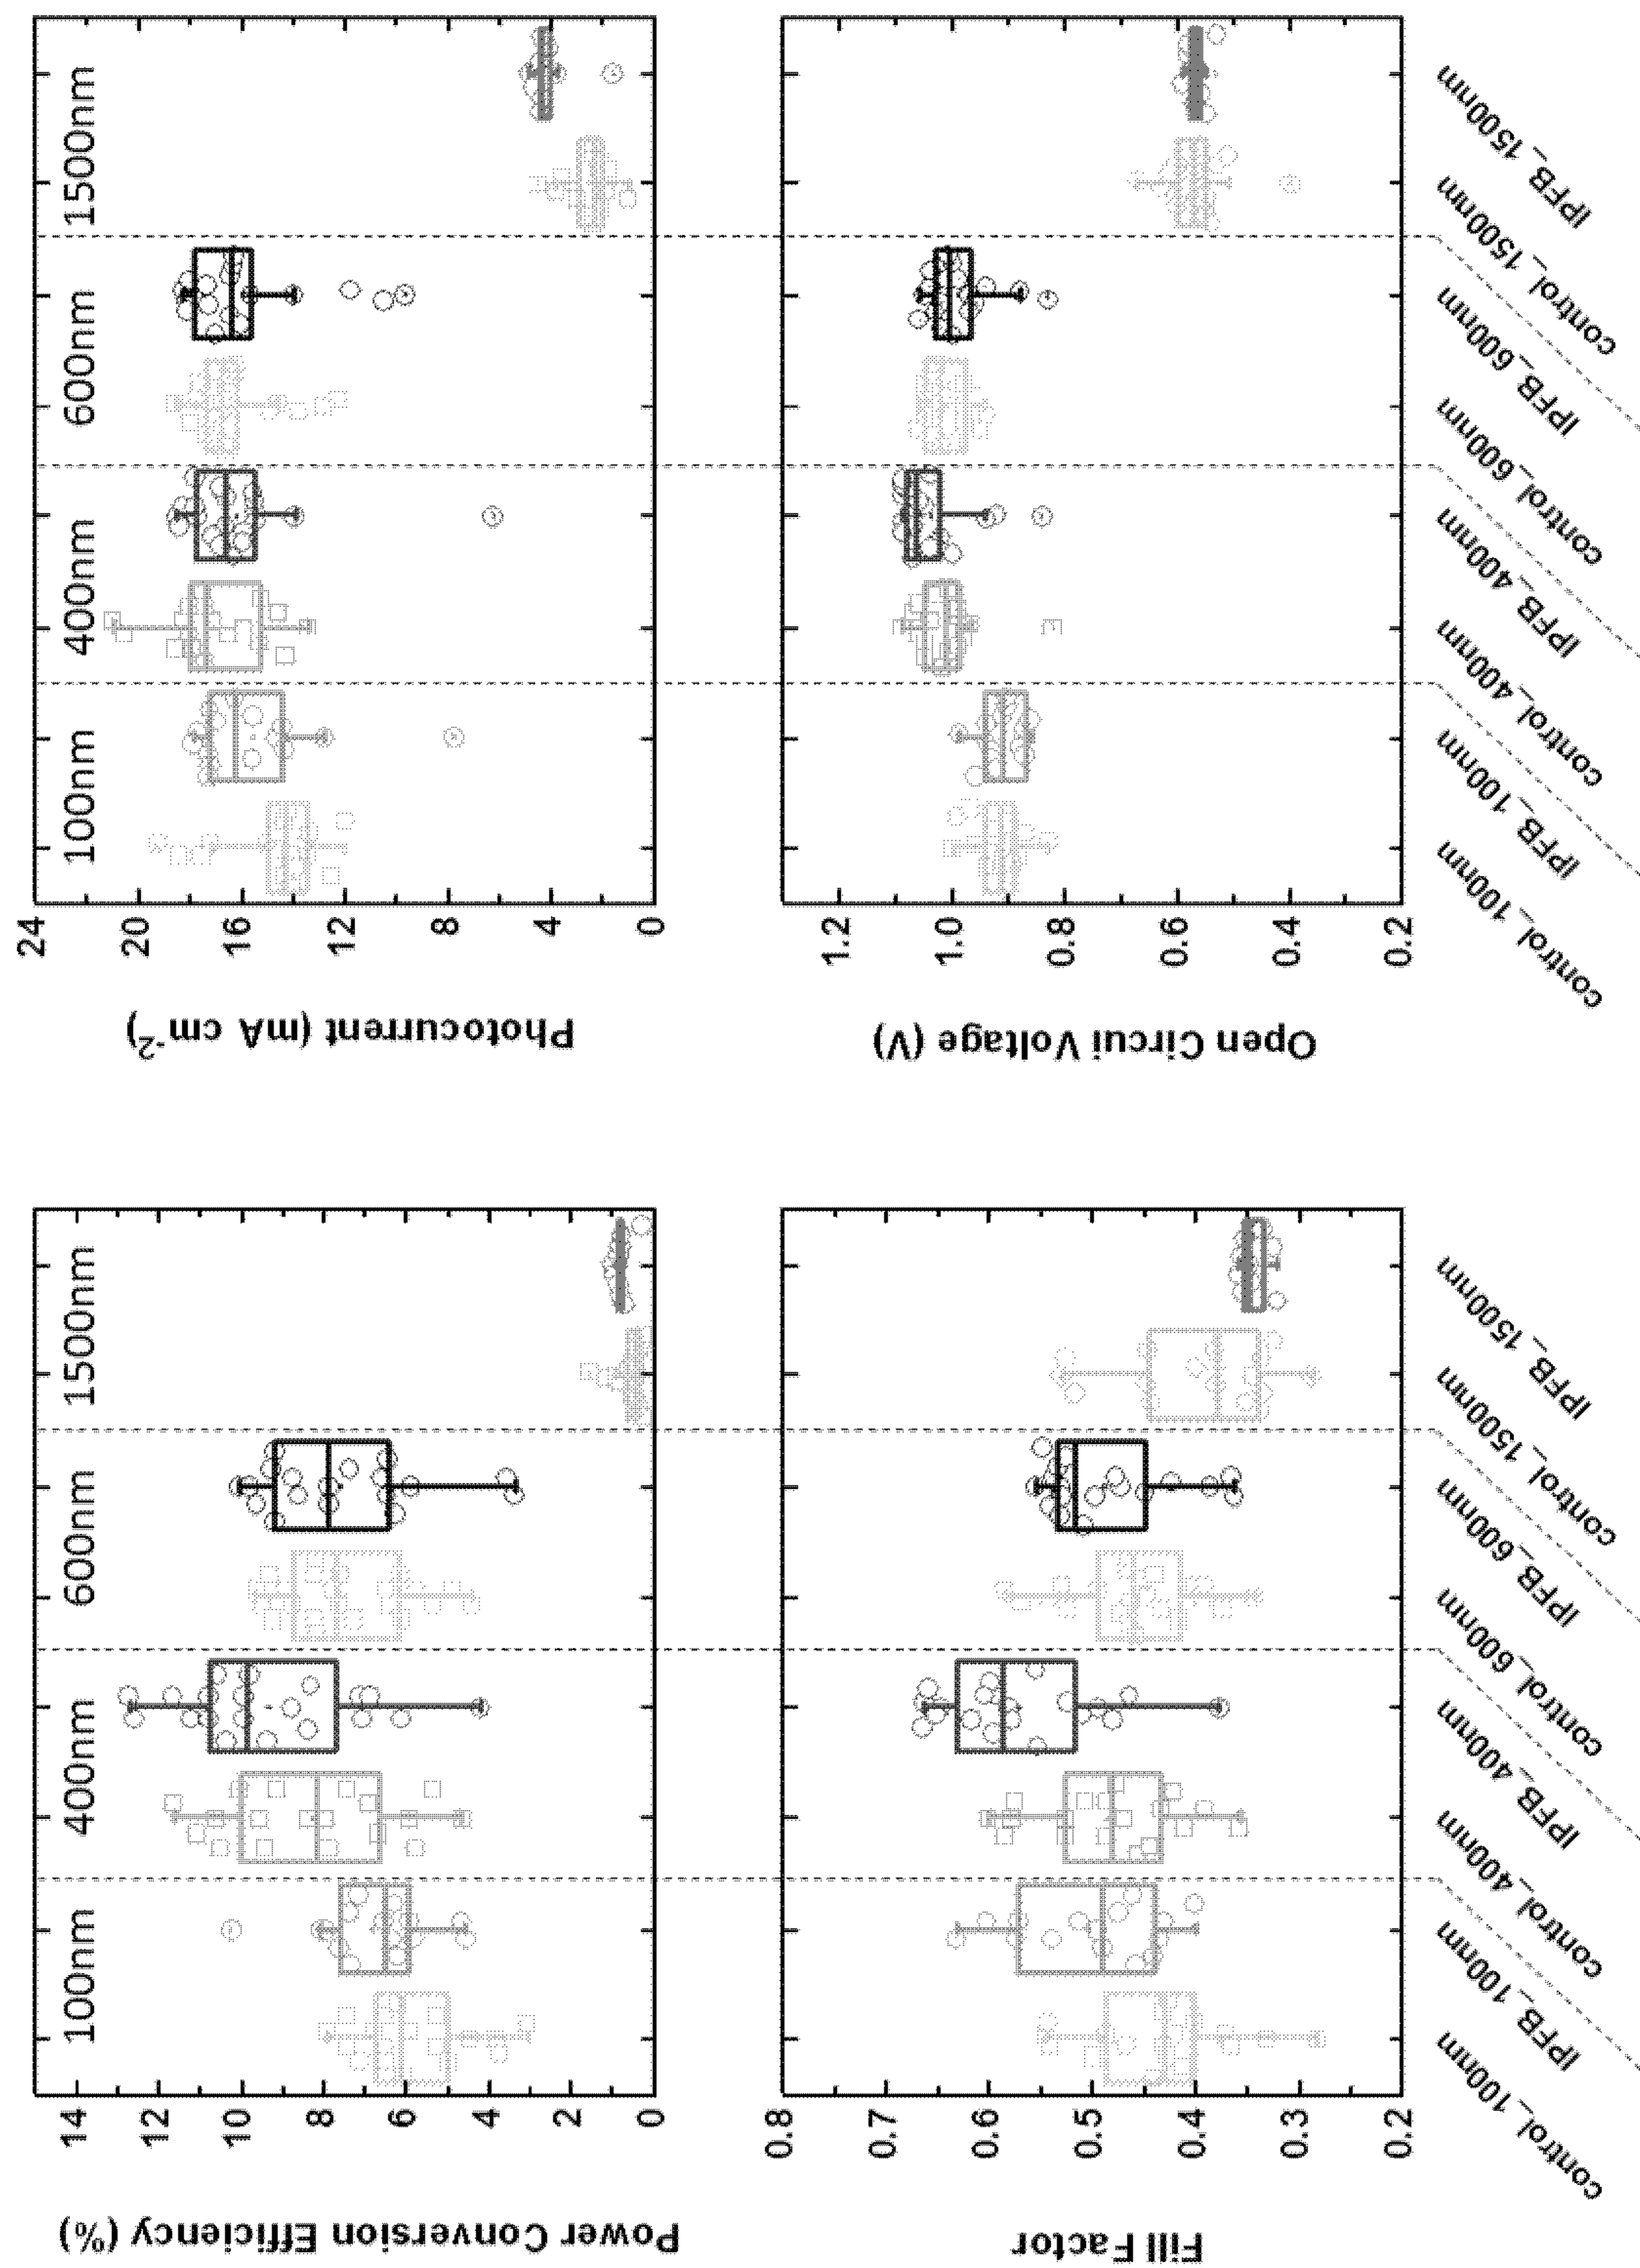 Power Conversion Efficiency (%)
14
12
10
8
6
4
2
0
100nm 400nm 600nm 1500nm
Photocurrent (mA cm-2)
24
20
16
12
8
4
0
100nm 400nm 600nm 1500nm
Fill Factor
0.8
0.7
0.6
0.5
0.4
0.3
0.2
control_100nm
IPFB_100nm
control_400nm
IPFB_400nm
control_600nm
IPFB_600nm
control_1500nm
IPFB_1500nm
Open Circui Voltage (V)
1.2
1.0
0.8
0.6
0.4
0.2
control_100nm
IPFB_100nm
control_400nm
IPFB_400nm
control_600nm
IPFB_600nm
control_1500nm
IPFB_1500nm